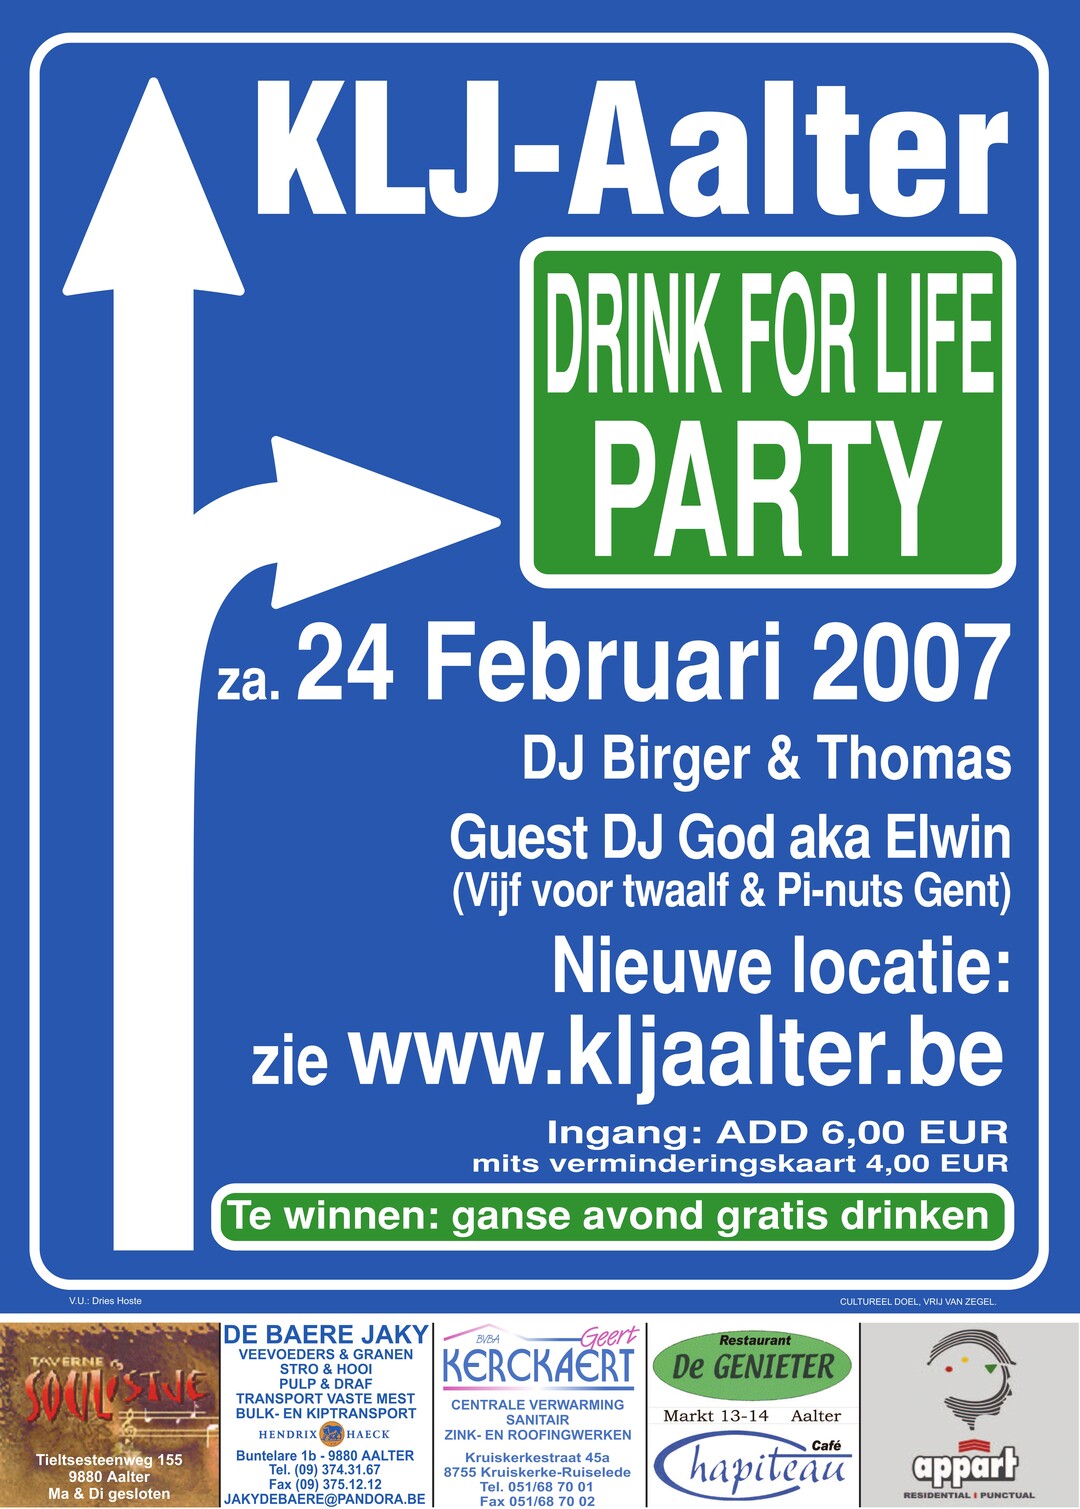 KLJ-Aalter
DRINK FOR LIFE
PARTY
za. 24 Februari 2007
DJ Birger & Thomas
Guest DJ God aka Elwin
(Vijf voor twaalf & Pi-nuts Gent)
Nieuwe locatie:
zie www.kljaalter.be
Ingang: ADD 6,00 EUR
mits verminderingskaart 4,00 EUR
Te winnen: ganse avond gratis drinken
V.U.: Dries Hoste
CULTUREEL DOEL, VRIJ VAN ZEGEL.
TAVERNE
SOULISTJE
Tieltsesteenweg 155
9880 Aalter
Ma & Di gesloten
DE BAERE JAKY
VEEVOEDERS & GRANEN
STRO & HOOI
PULP & DRAF
TRANSPORT VASTE MEST
BULK- EN KIPTRANSPORT
HENDRIX HAECK
Buntelare 1b - 9880 AALTER
Tel. (09) 374.31.67
Fax (09) 375.12.12
JAKYDEBAERE@PANDORA.BE
BVBA Geert
KERCKAERT
CENTRALE VERWARMING
SANITAIR
ZINK- EN ROOFINGWERKEN
Kruiskerkestraat 45a
8755 Kruiskerke-Ruiselede
Tel. 051/68 70 01
Fax 051/68 70 02
Restaurant
De GENIETER
Markt 13-14 Aalter
Café
Chapiteau
appart
RESIDENTIAL I PUNCTUAL